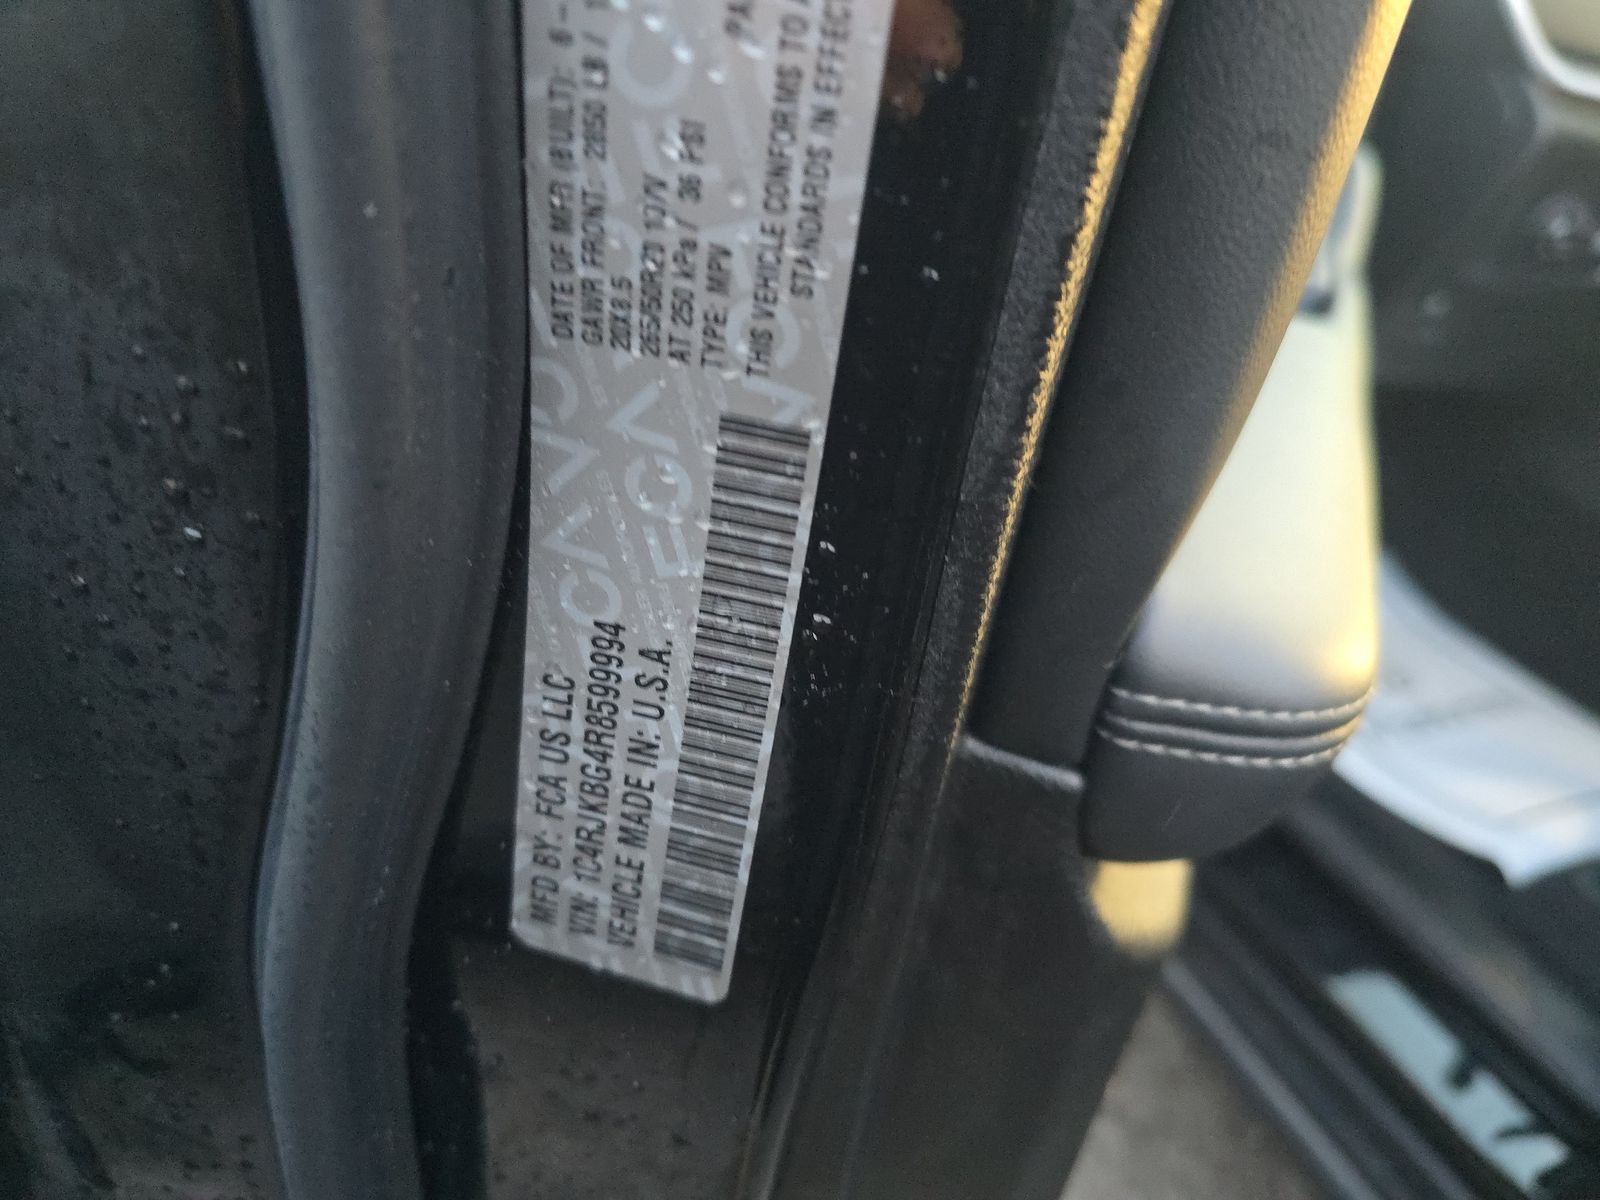 MFD BY: FCA US LLC
DATE OF MFR (BUILT): 6-
VIN: 1C4RJKBG4R8599994
GAWR FRONT: 2850 LB /
VEHICLE MADE IN: U.S.A.
20X8.5
265/50R20 107V
AT 250 kPa / 36 PSI
TYPE: MPV
THIS VEHICLE CONFORMS TO
STANDARDS IN EFFECT